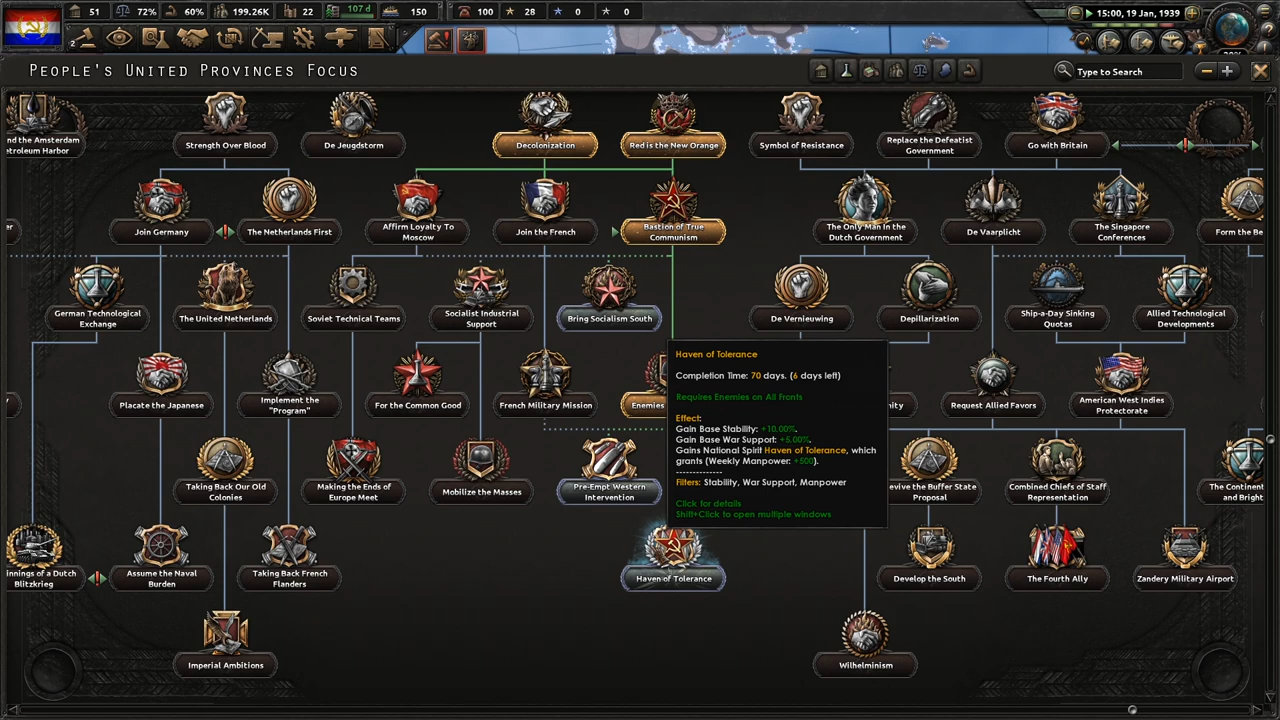 51 72% 60% 199.26K 22 107 d 150 100 28 0 0 15:00, 19 Jan, 1939
2
PEOPLE'S UNITED PROVINCES FOCUS
Type to Search
nd the Amsterdam
etroleum Harbor
Strength Over Blood
De Jeugdstorm
Decolonization
Red is the New Orange
Symbol of Resistance
Replace the Defeatist
Government
Go with Britain
Join Germany
The Netherlands First
Affirm Loyalty To
Moscow
Join the French
Bastion of True
Communism
The Only Man in the
Dutch Government
De Vaarplicht
The Singapore
Conferences
Form the Be
German Technological
Exchange
The United Netherlands
Soviet Technical Teams
Socialist Industrial
Support
Bring Socialism South
De Vernieuwing
Depillarization
Ship-a-Day Sinking
Quotas
Allied Technological
Developments
Placate the Japanese
Implement the
"Program"
For the Common Good
French Military Mission
Enemies
Request Allied Favors
American West Indies
Protectorate
Haven of Tolerance
Completion Time: 70 days. (6 days left)
Requires Enemies on All Fronts
Effect:
Gain Base Stability: +10.00%.
Gain Base War Support: +5.00%.
Gains National Spirit Haven of Tolerance, which
grants (Weekly Manpower: +500).
--------------
Filters: Stability, War Support, Manpower
Click for details
Shift+Click to open multiple windows
Taking Back Our Old
Colonies
Making the Ends of
Europe Meet
Mobilize the Masses
Pre-Empt Western
Intervention
evive the Buffer State
Proposal
Combined Chiefs of Staff
Representation
The Continent
and Bright
nnings of a Dutch
Blitzkrieg
Assume the Naval
Burden
Taking Back French
Flanders
Haven of Tolerance
Develop the South
The Fourth Ally
Zandery Military Airport
Imperial Ambitions
Wilhelminism